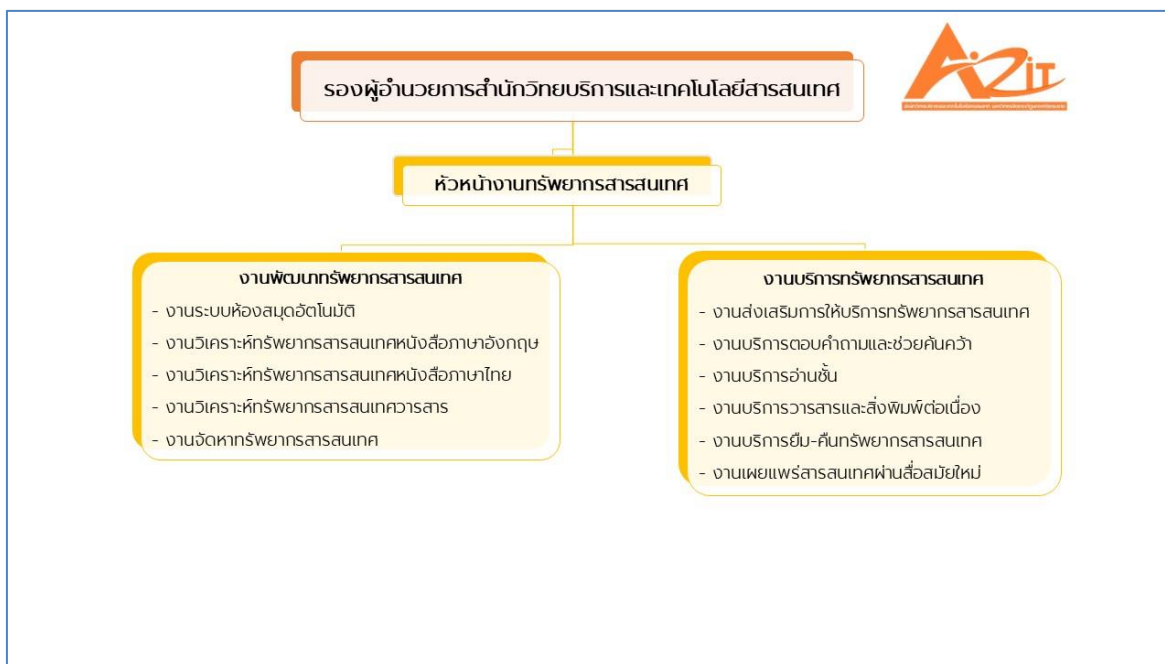 รองผู้อำนวยการสำนักวิทยบริการและเทคโนโลยีสารสนเทศ
ARiT
หัวหน้างานทรัพยากรสารสนเทศ
งานพัฒนาทรัพยากรสารสนเทศ
- งานระบบห้องสมุดอัตโนมัติ
- งานวิเคราะห์ทรัพยากรสารสนเทศหนังสือภาษาอังกฤษ
- งานวิเคราะห์ทรัพยากรสารสนเทศหนังสือภาษาไทย
- งานวิเคราะห์ทรัพยากรสารสนเทศวารสาร
- งานจัดหาทรัพยากรสารสนเทศ
งานบริการทรัพยากรสารสนเทศ
- งานส่งเสริมการให้บริการทรัพยากรสารสนเทศ
- งานบริการตอบคำถามและช่วยค้นคว้า
- งานบริการอ่านชั้น
- งานบริการวารสารและสิ่งพิมพ์ต่อเนื่อง
- งานบริการยืม-คืนทรัพยากรสารสนเทศ
- งานเผยแพร่สารสนเทศผ่านสื่อสมัยใหม่